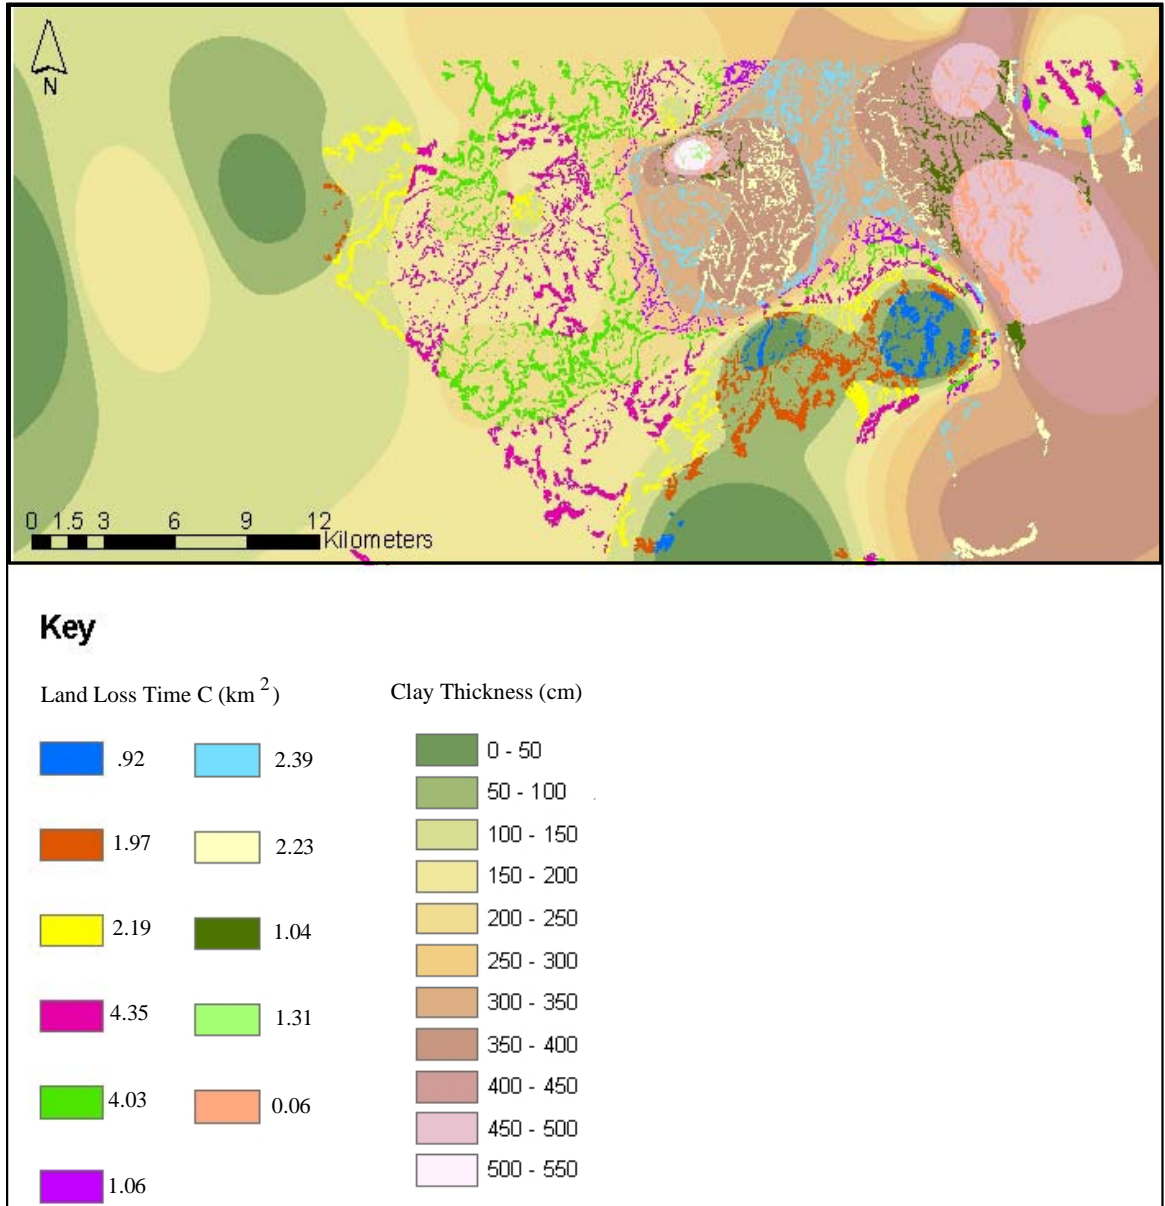 N
0 1.5 3 6 9 12
Kilometers
Key
Land Loss Time C (km 2)
Clay Thickness (cm)
.92
2.39
1.97
2.23
2.19
1.04
4.35
1.31
4.03
0.06
1.06
0 - 50
50 - 100
100 - 150
150 - 200
200 - 250
250 - 300
300 - 350
350 - 400
400 - 450
450 - 500
500 - 550